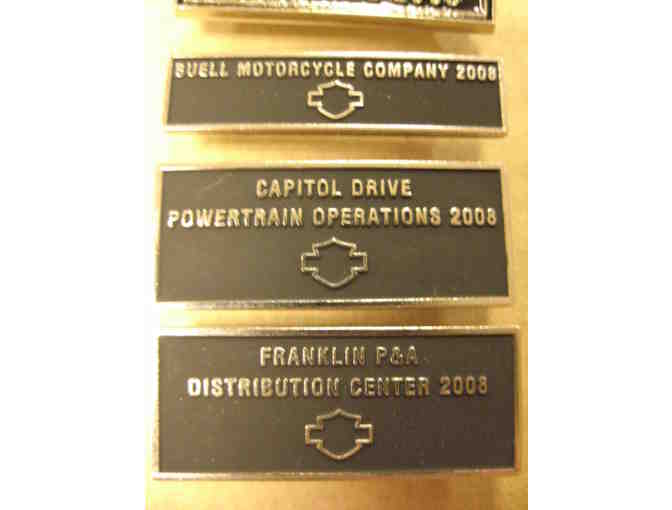 BUELL MOTORCYCLE COMPANY 2008
CAPITOL DRIVE
POWERTRAIN OPERATIONS 2008
FRANKLIN P&A
DISTRIBUTION CENTER 2008